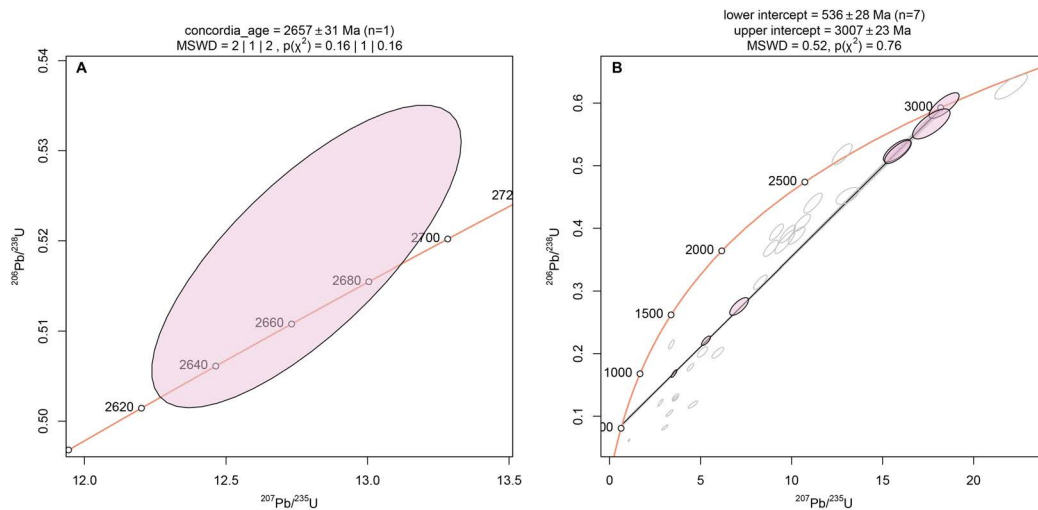 concordia_age = 2657 ± 31 Ma (n=1)
MSWD = 2 | 1 | 2 , p(χ²) = 0.16 | 1 | 0.16
A
0.54
0.53
0.52
0.51
0.50
²⁰⁶Pb/²³⁸U
272
2700
2680
2660
2640
2620
12.0
12.5
13.0
13.5
²⁰⁷Pb/²³⁵U
lower intercept = 536 ± 28 Ma (n=7)
upper intercept = 3007 ± 23 Ma
MSWD = 0.52, p(χ²) = 0.76
B
0.6
0.5
0.4
0.3
0.2
0.1
²⁰⁶Pb/²³⁸U
3000
2500
2000
1500
1000
00
0
5
10
15
20
²⁰⁷Pb/²³⁵U